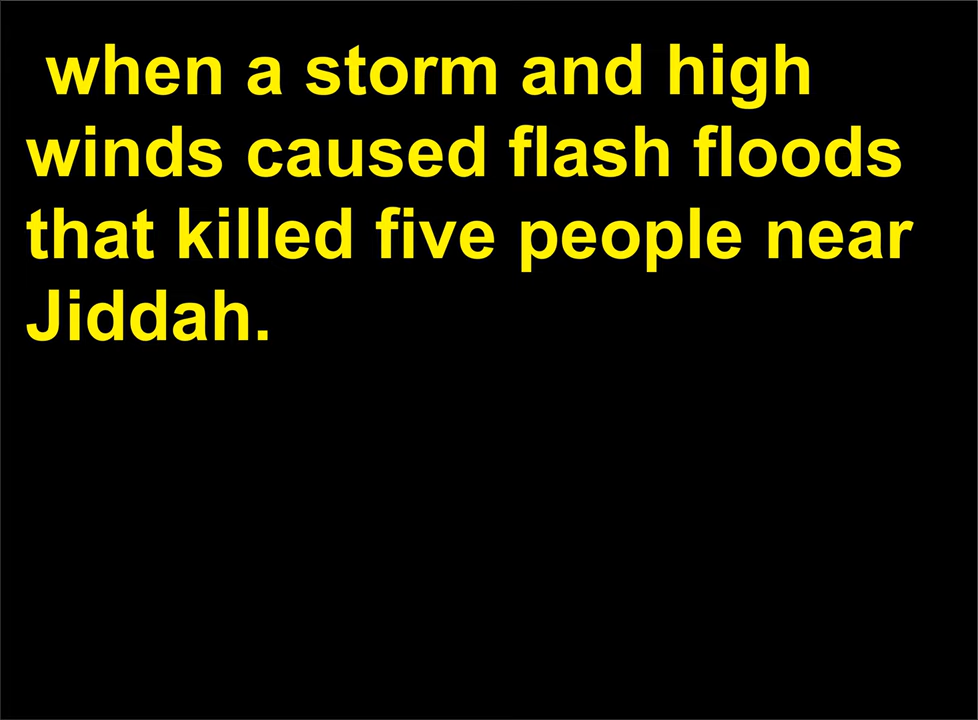 when a storm and high
winds caused flash floods
that killed five people near
Jiddah.